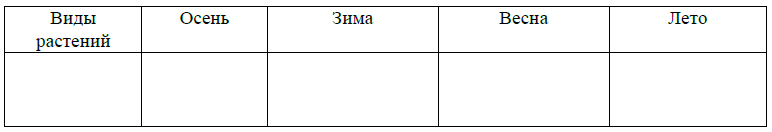 Виды
растений
Осень
Зима
Весна
Лето